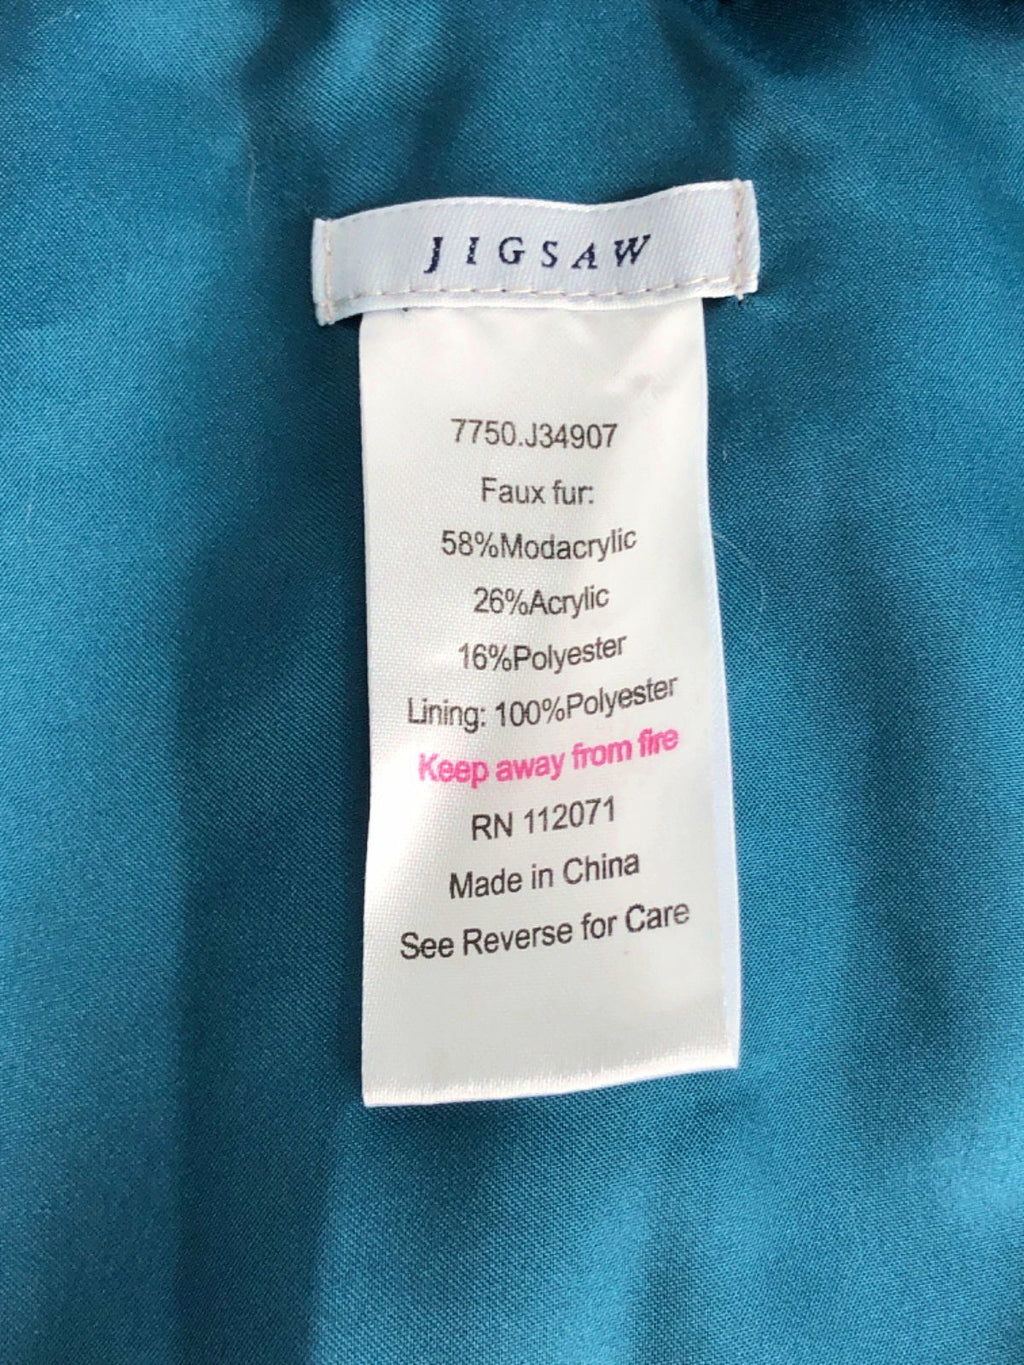 JIGSAW
7750.J34907
Faux fur:
58%Modacrylic
26%Acrylic
16%Polyester
Lining: 100%Polyester
Keep away from fire
RN 112071
Made in China
See Reverse for Care